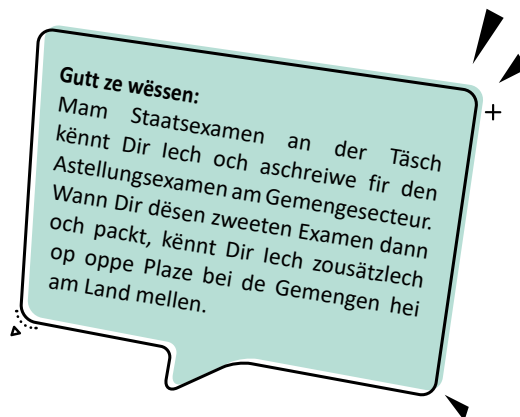 Gutt ze wëssen:
Mam Staatsexamen an der Täsch
kënnt Dir Iech och aschreiwe fir den
Astellungsexamen am Gemengesecteur.
Wann Dir dësen zweeten Examen dann
och packt, kënnt Dir Iech zousätzlech
op oppe Plaze bei de Gemengen hei
am Land mellen.